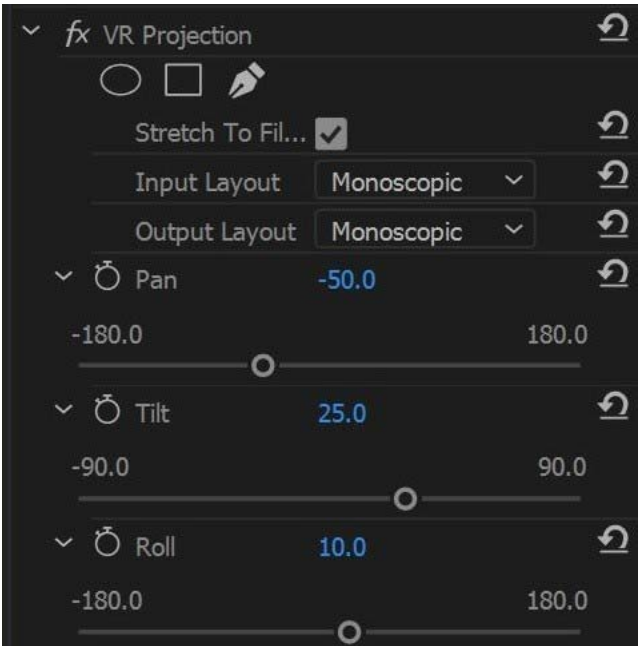 fx VR Projection
Stretch To Fil...
Input Layout Monoscopic
Output Layout Monoscopic
Pan -50.0
-180.0 180.0
Tilt 25.0
-90.0 90.0
Roll 10.0
-180.0 180.0